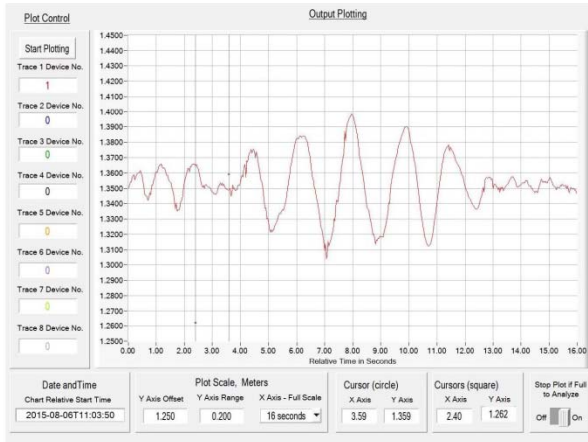 Plot Control
Output Plotting
Start Plotting
Trace 1 Device No.
1
Trace 2 Device No.
0
Trace 3 Device No.
0
Trace 4 Device No.
0
Trace 5 Device No.
0
Trace 6 Device No.
0
Trace 7 Device No.
0
Trace 8 Device No.
0
1.4500
1.4400
1.4300
1.4200
1.4100
1.4000
1.3900
1.3800
1.3700
1.3600
1.3500
1.3400
1.3300
1.3200
1.3100
1.3000
1.2900
1.2800
1.2700
1.2600
1.2500
0.00 1.00 2.00 3.00 4.00 5.00 6.00 7.00 8.00 9.00 10.00 11.00 12.00 13.00 14.00 15.00 16.00
Relative Time in Seconds
Date andTime
Chart Relative Start Time
2015-08-06T11:03:50
Plot Scale, Meters
Y Axis Offset Y Axis Range X Axis - Full Scale
1.250 0.200 16 seconds
Cursor (circle)
X Axis Y Axis
3.59 1.359
Cursors (square)
X Axis Y Axis
2.40 1.262
Stop Plot if Full
to Analyze
Off On